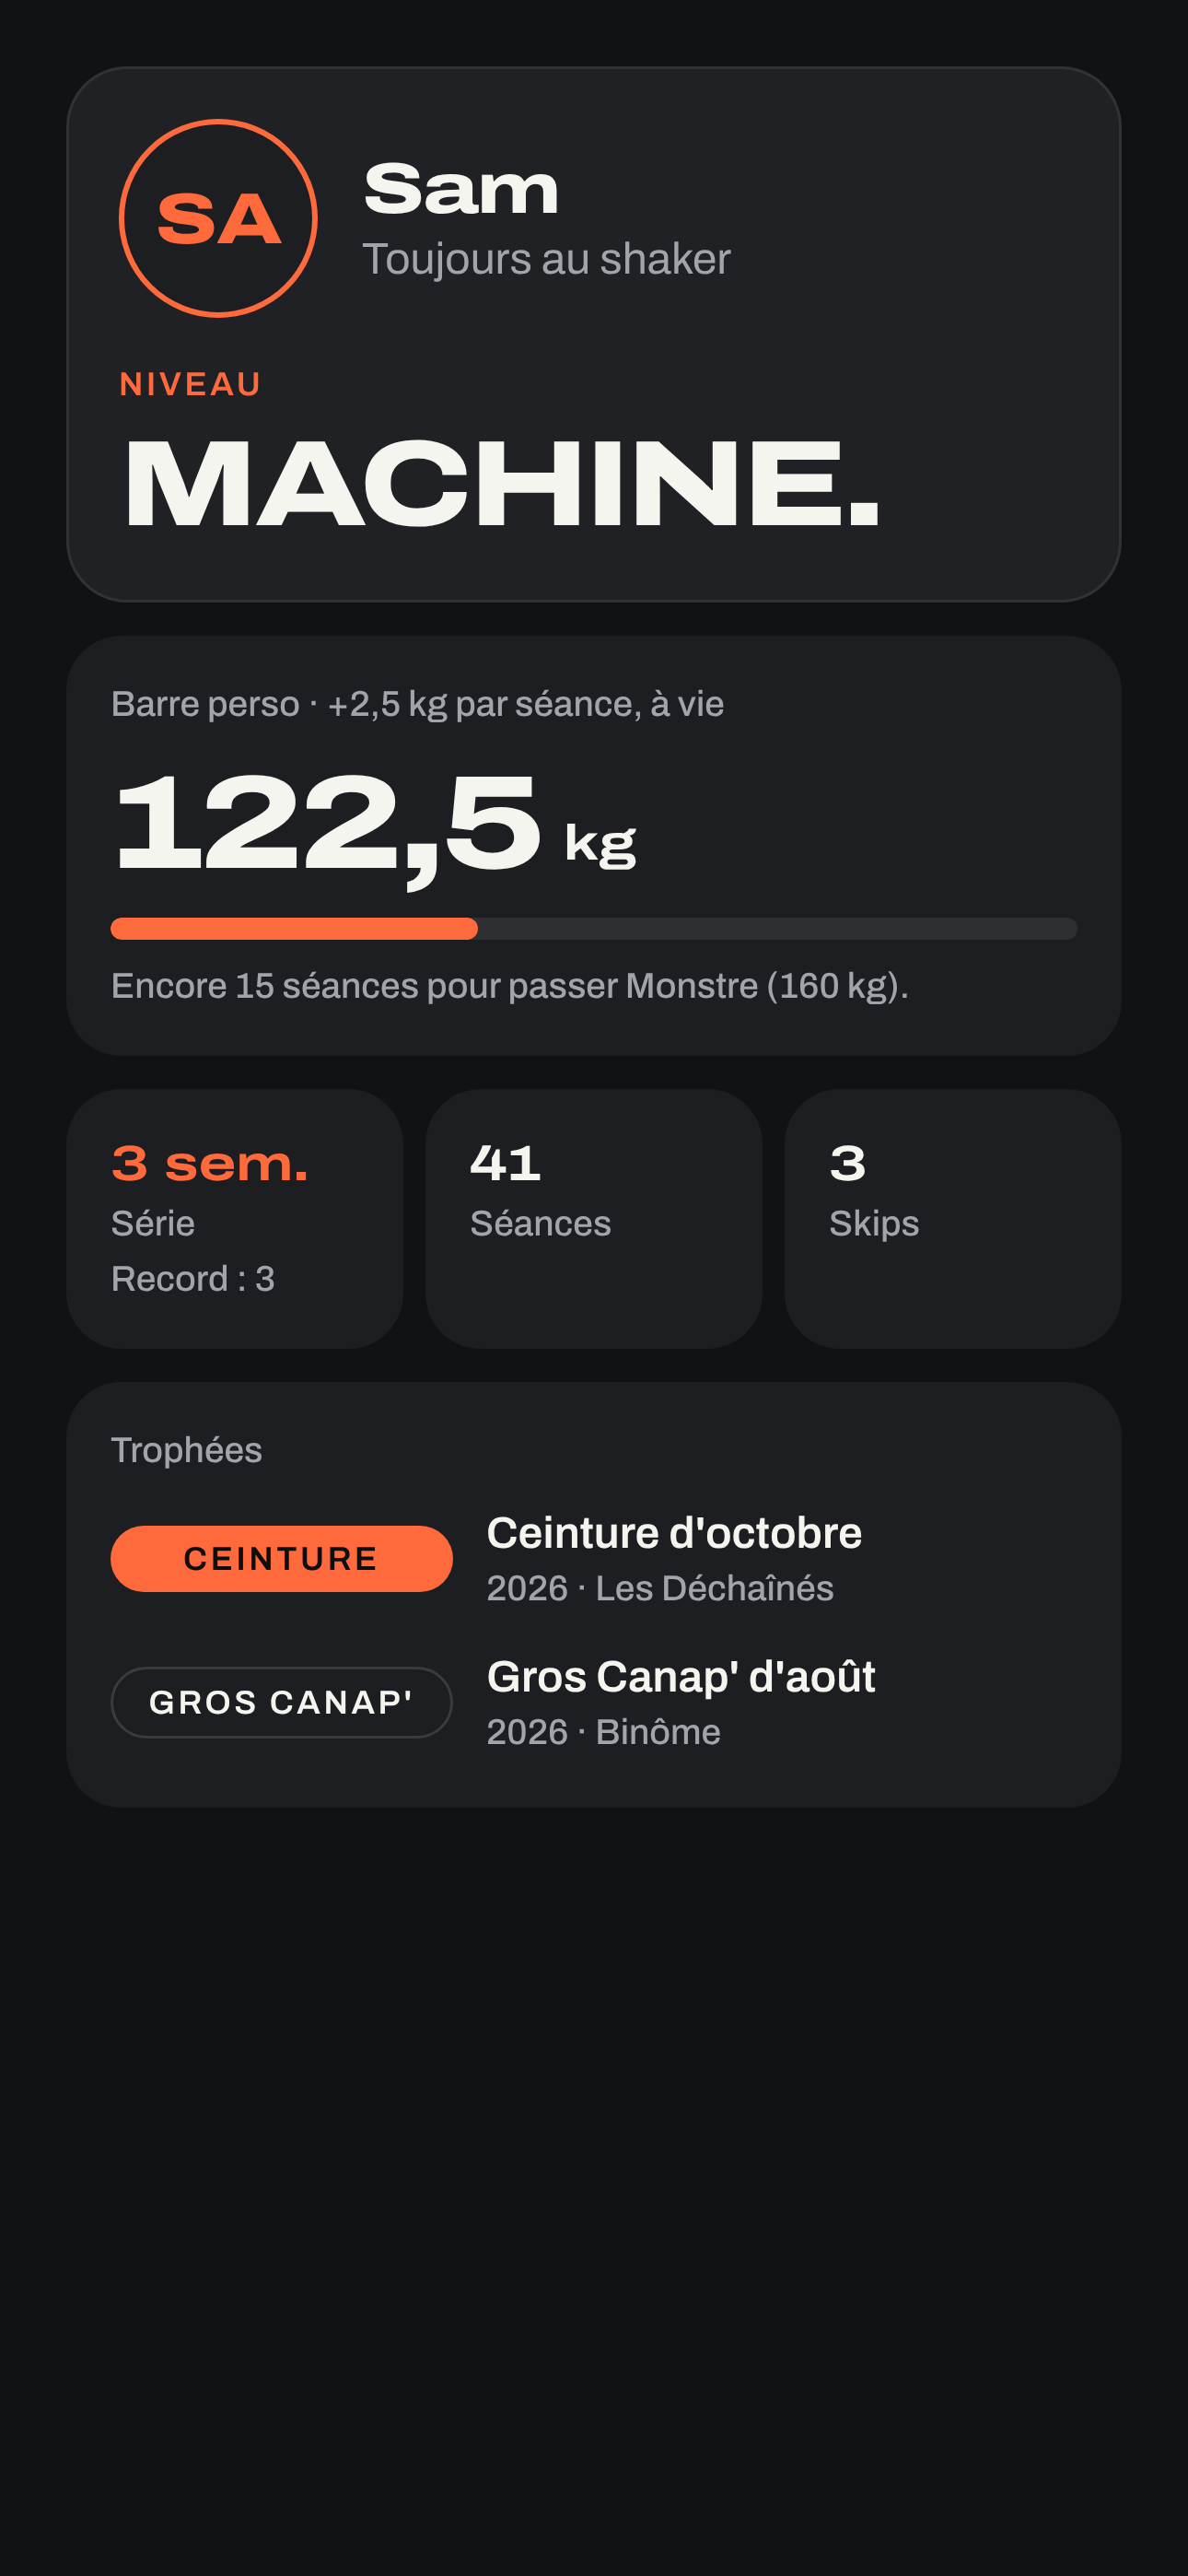 SA
Sam
Toujours au shaker
NIVEAU
MACHINE.
Barre perso · +2,5 kg par séance, à vie
122,5 kg
Encore 15 séances pour passer Monstre (160 kg).
3 sem.
Série
Record : 3
41
Séances
3
Skips
Trophées
CEINTURE
Ceinture d'octobre
2026 · Les Déchaînés
GROS CANAP'
Gros Canap' d'août
2026 · Binôme